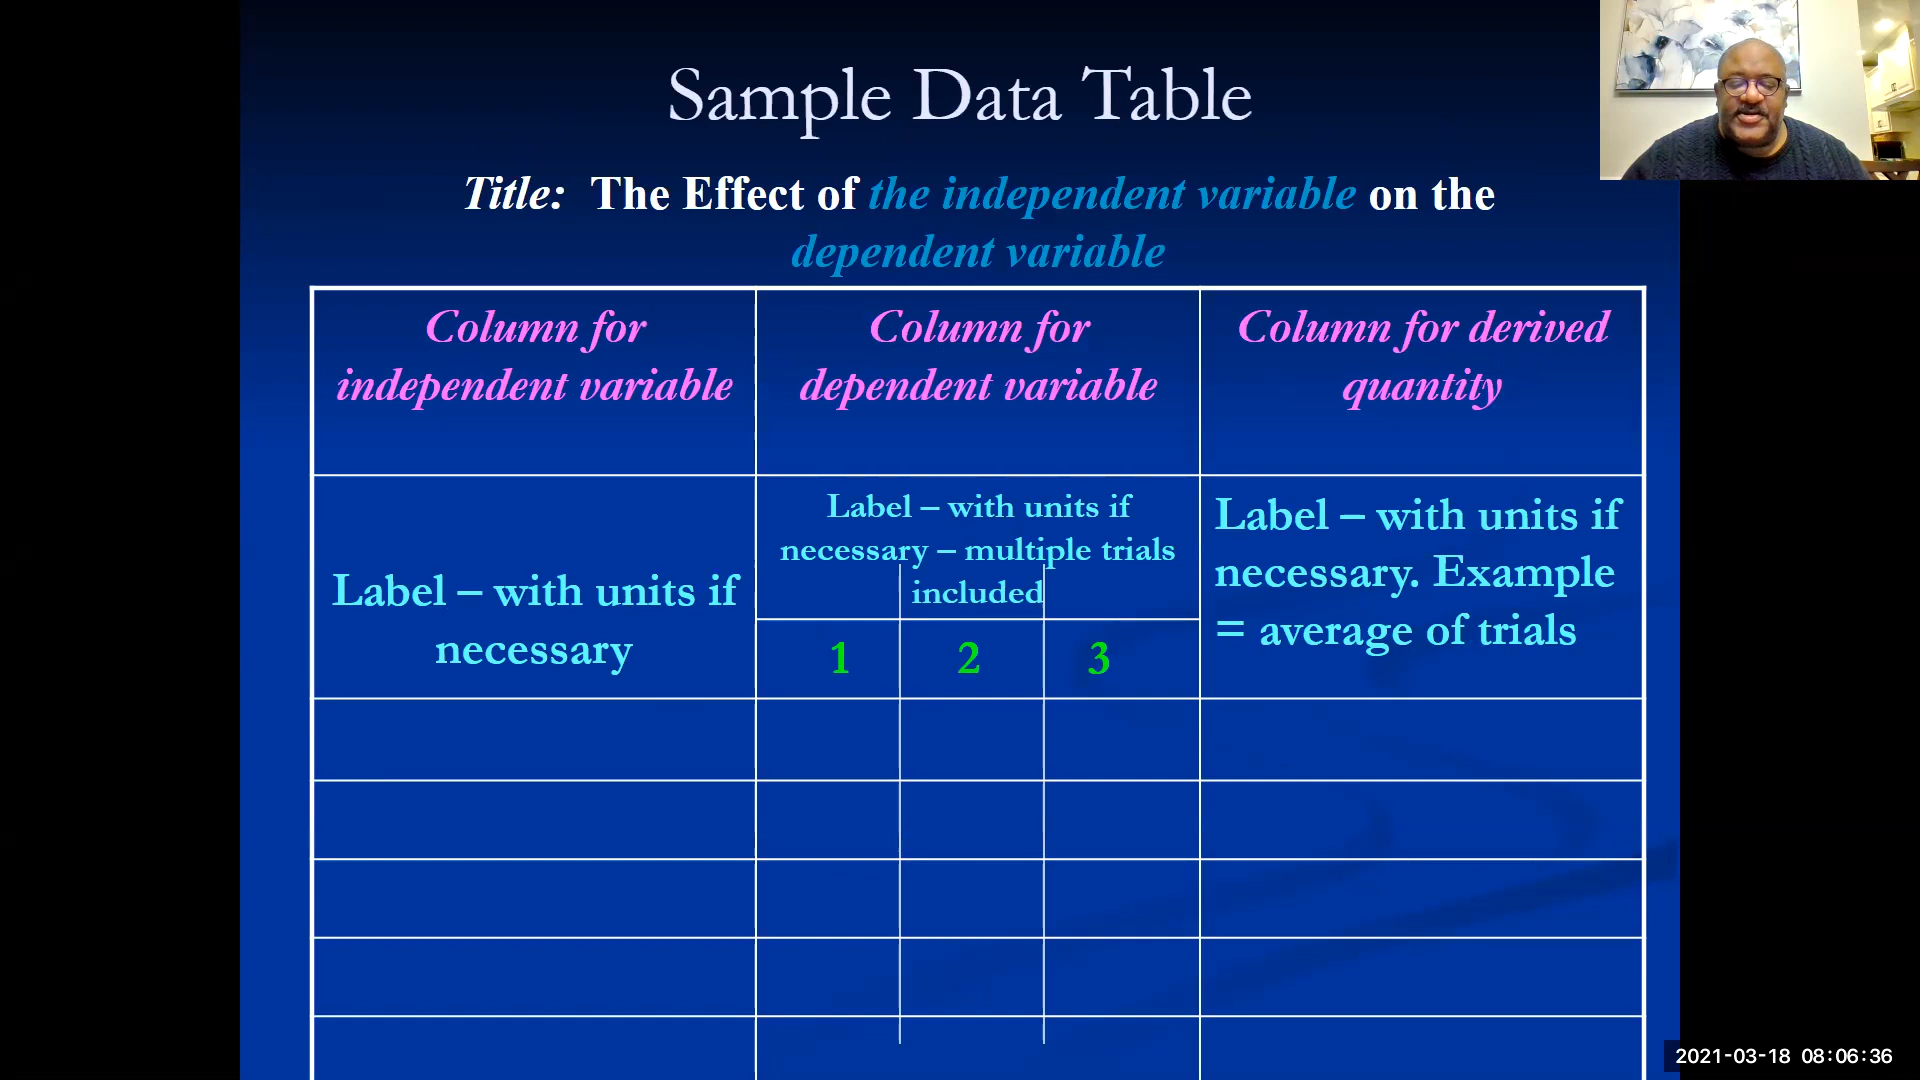 Sample Data Table
Title: The Effect of the independent variable on the
dependent variable
Column for
independent variable
Column for
dependent variable
Column for derived
quantity
Label – with units if
necessary
Label – with units if
necessary – multiple trials
included
1 2 3
Label – with units if
necessary. Example
= average of trials
2021-03-18 08:06:36